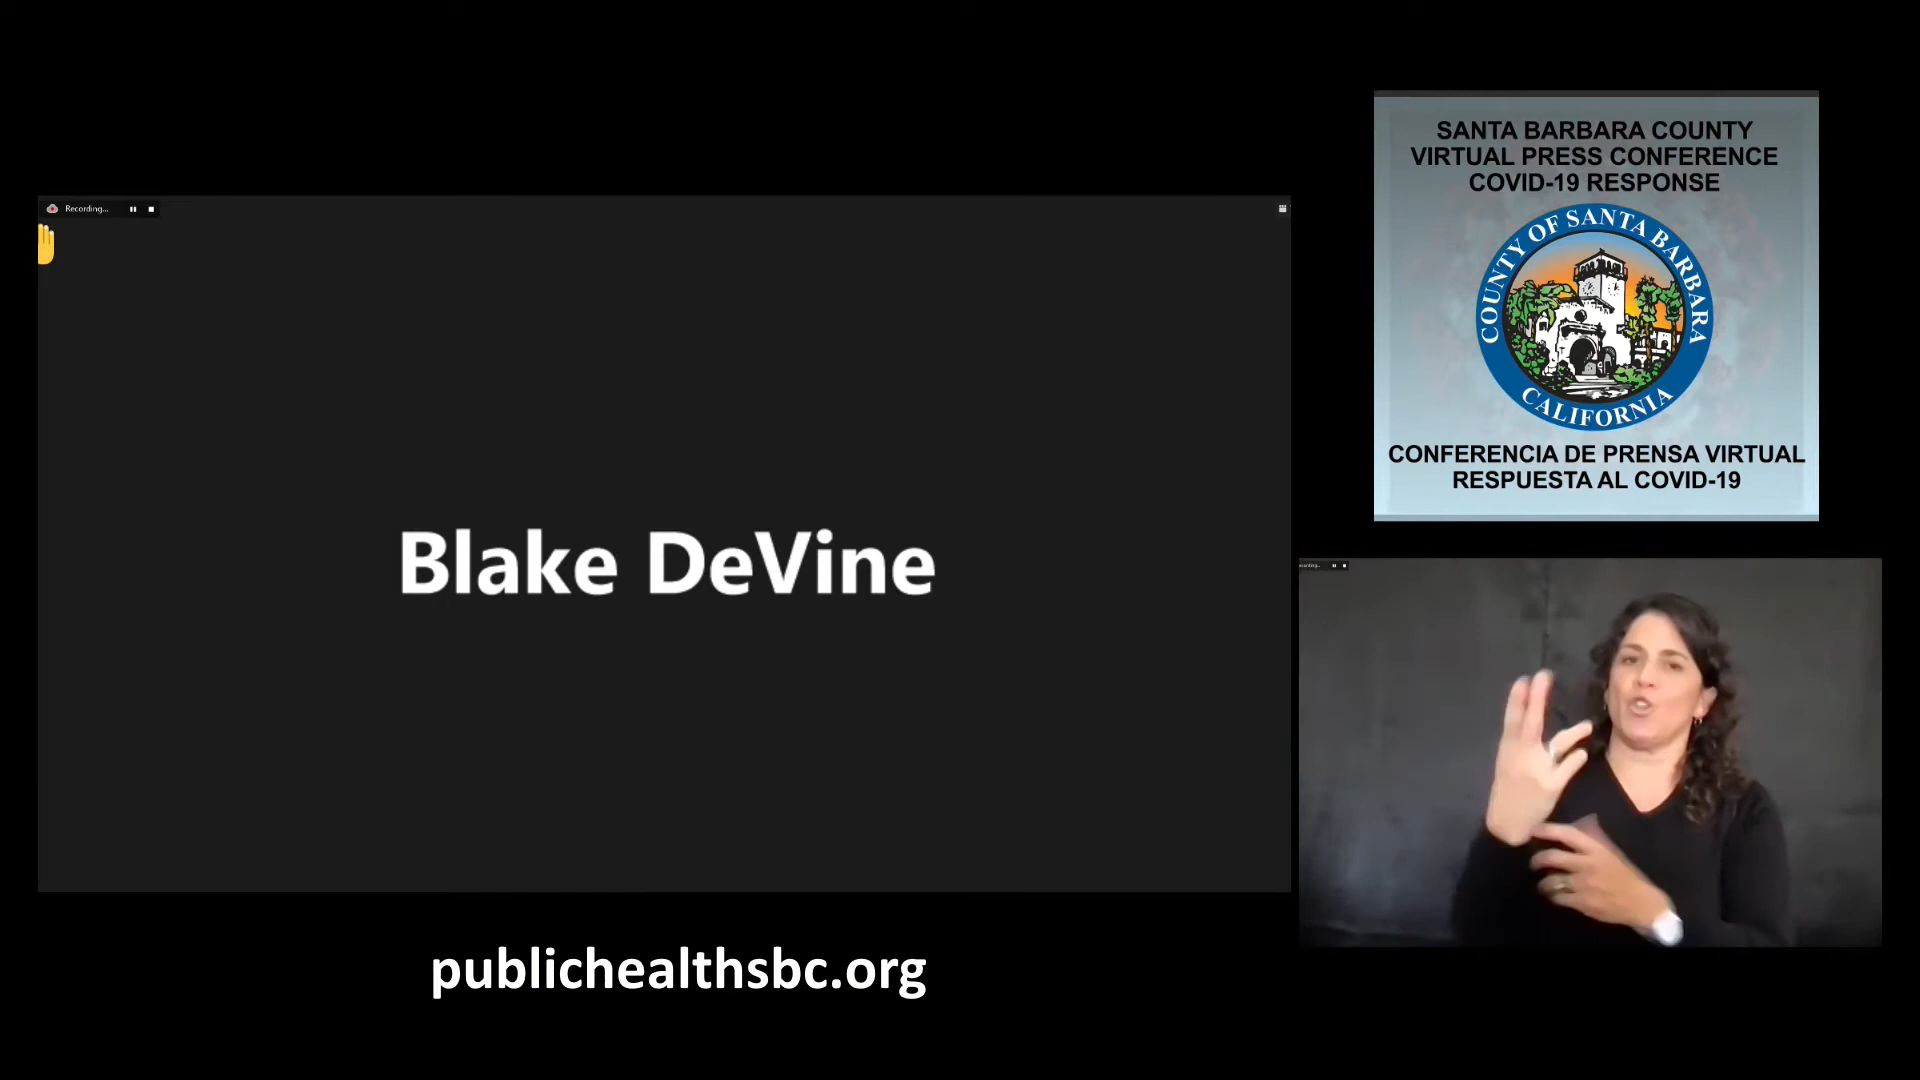 Recording...
Blake DeVine
publichealthsbc.org
SANTA BARBARA COUNTY
VIRTUAL PRESS CONFERENCE
COVID-19 RESPONSE
COUNTY OF SANTA BARBARA
CALIFORNIA
CONFERENCIA DE PRENSA VIRTUAL
RESPUESTA AL COVID-19